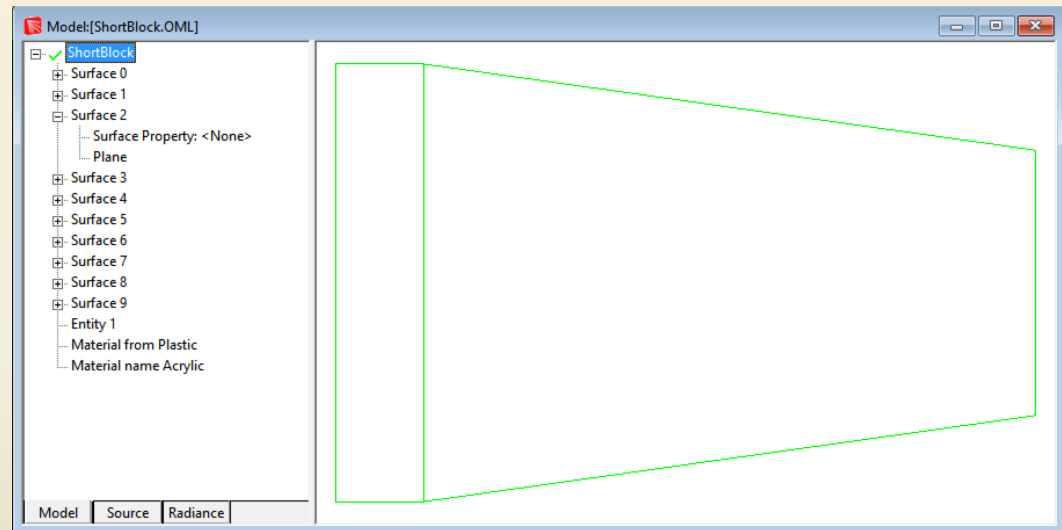 Model:[ShortBlock.OML]
ShortBlock
Surface 0
Surface 1
Surface 2
Surface Property: <None>
Plane
Surface 3
Surface 4
Surface 5
Surface 6
Surface 7
Surface 8
Surface 9
Entity 1
Material from Plastic
Material name Acrylic
Model Source Radiance